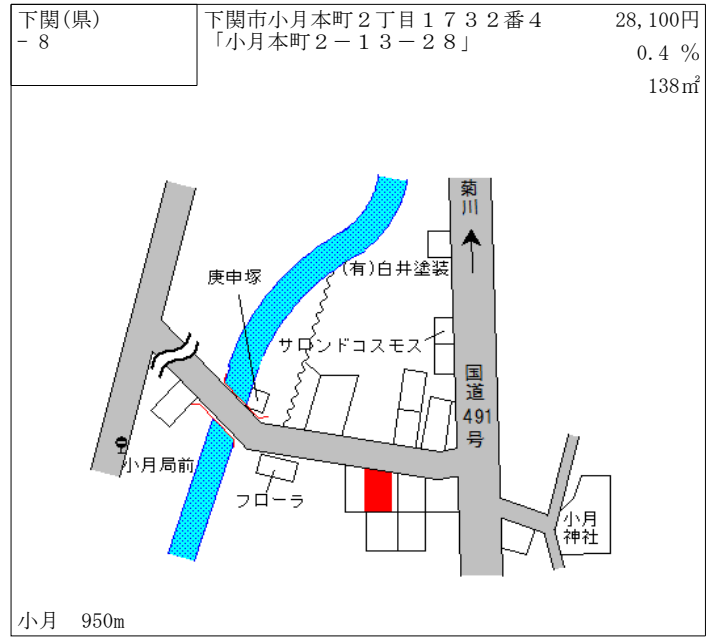 下関(県)
- 8
下関市小月本町２丁目１７３２番４
「小月本町２－１３－２８」
28,100円
0.4 %
138㎡
菊川
(有)白井塗装
庚申塚
サロンドコスモス
国道491号
小月局前
フローラ
小月
神社
小月 950m